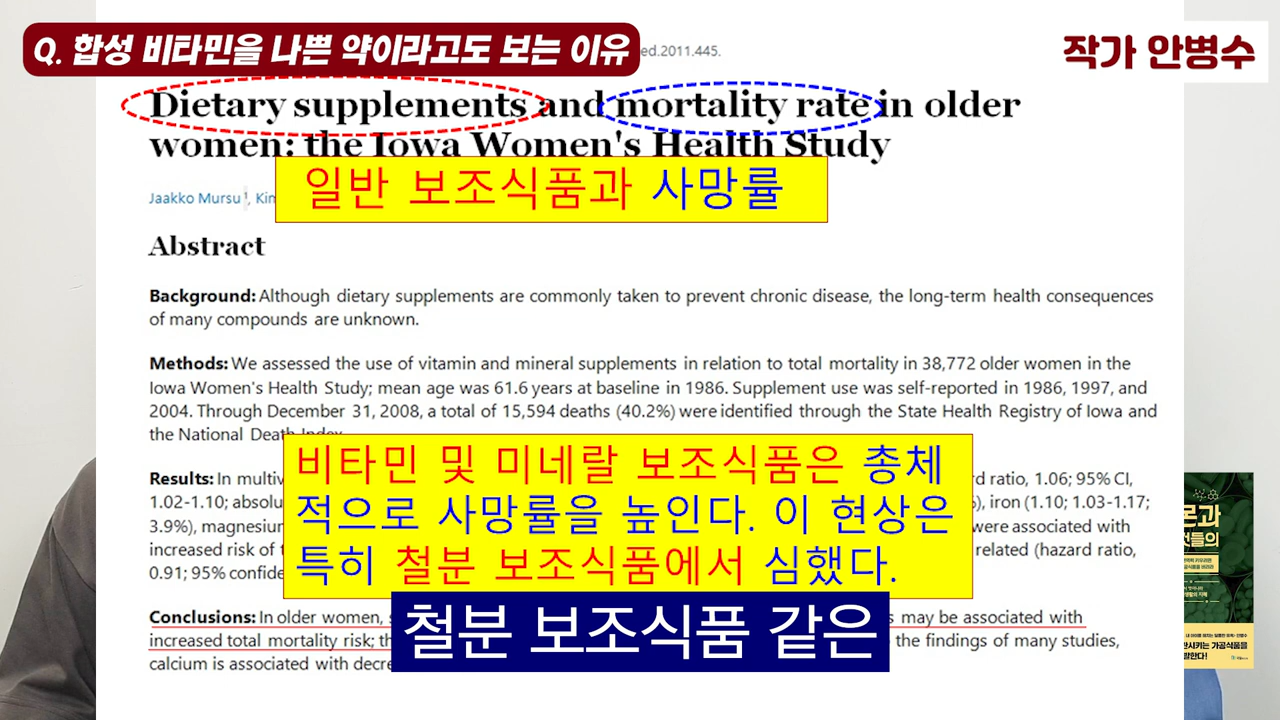 Q. 합성 비타민을 나쁜 약이라고도 보는 이유
ed.2011.445.
작가 안병수
Dietary supplements and mortality rate in older
women: the Iowa Women's Health Study
일반 보조식품과 사망률
Jaakko Mursu 1, Kim
Abstract
Background: Although dietary supplements are commonly taken to prevent chronic disease, the long-term health consequences
of many compounds are unknown.
Methods: We assessed the use of vitamin and mineral supplements in relation to total mortality in 38,772 older women in the
Iowa Women's Health Study; mean age was 61.6 years at baseline in 1986. Supplement use was self-reported in 1986, 1997, and
2004. Through December 31, 2008, a total of 15,594 deaths (40.2%) were identified through the State Health Registry of Iowa and
the National Death Index.
비타민 및 미네랄 보조식품은 총체
적으로 사망률을 높인다. 이 현상은
특히 철분 보조식품에서 심했다.
Results: In multiv rd ratio, 1.06; 95% CI,
1.02-1.10; absolu ), iron (1.10; 1.03-1.17;
3.9%), magnesiun were associated with
increased risk of t related (hazard ratio,
0.91; 95% confide
Conclusions: In older women, s may be associated with
increased total mortality risk; th the findings of many studies,
calcium is associated with decre
철분 보조식품 같은
몬과
것들의